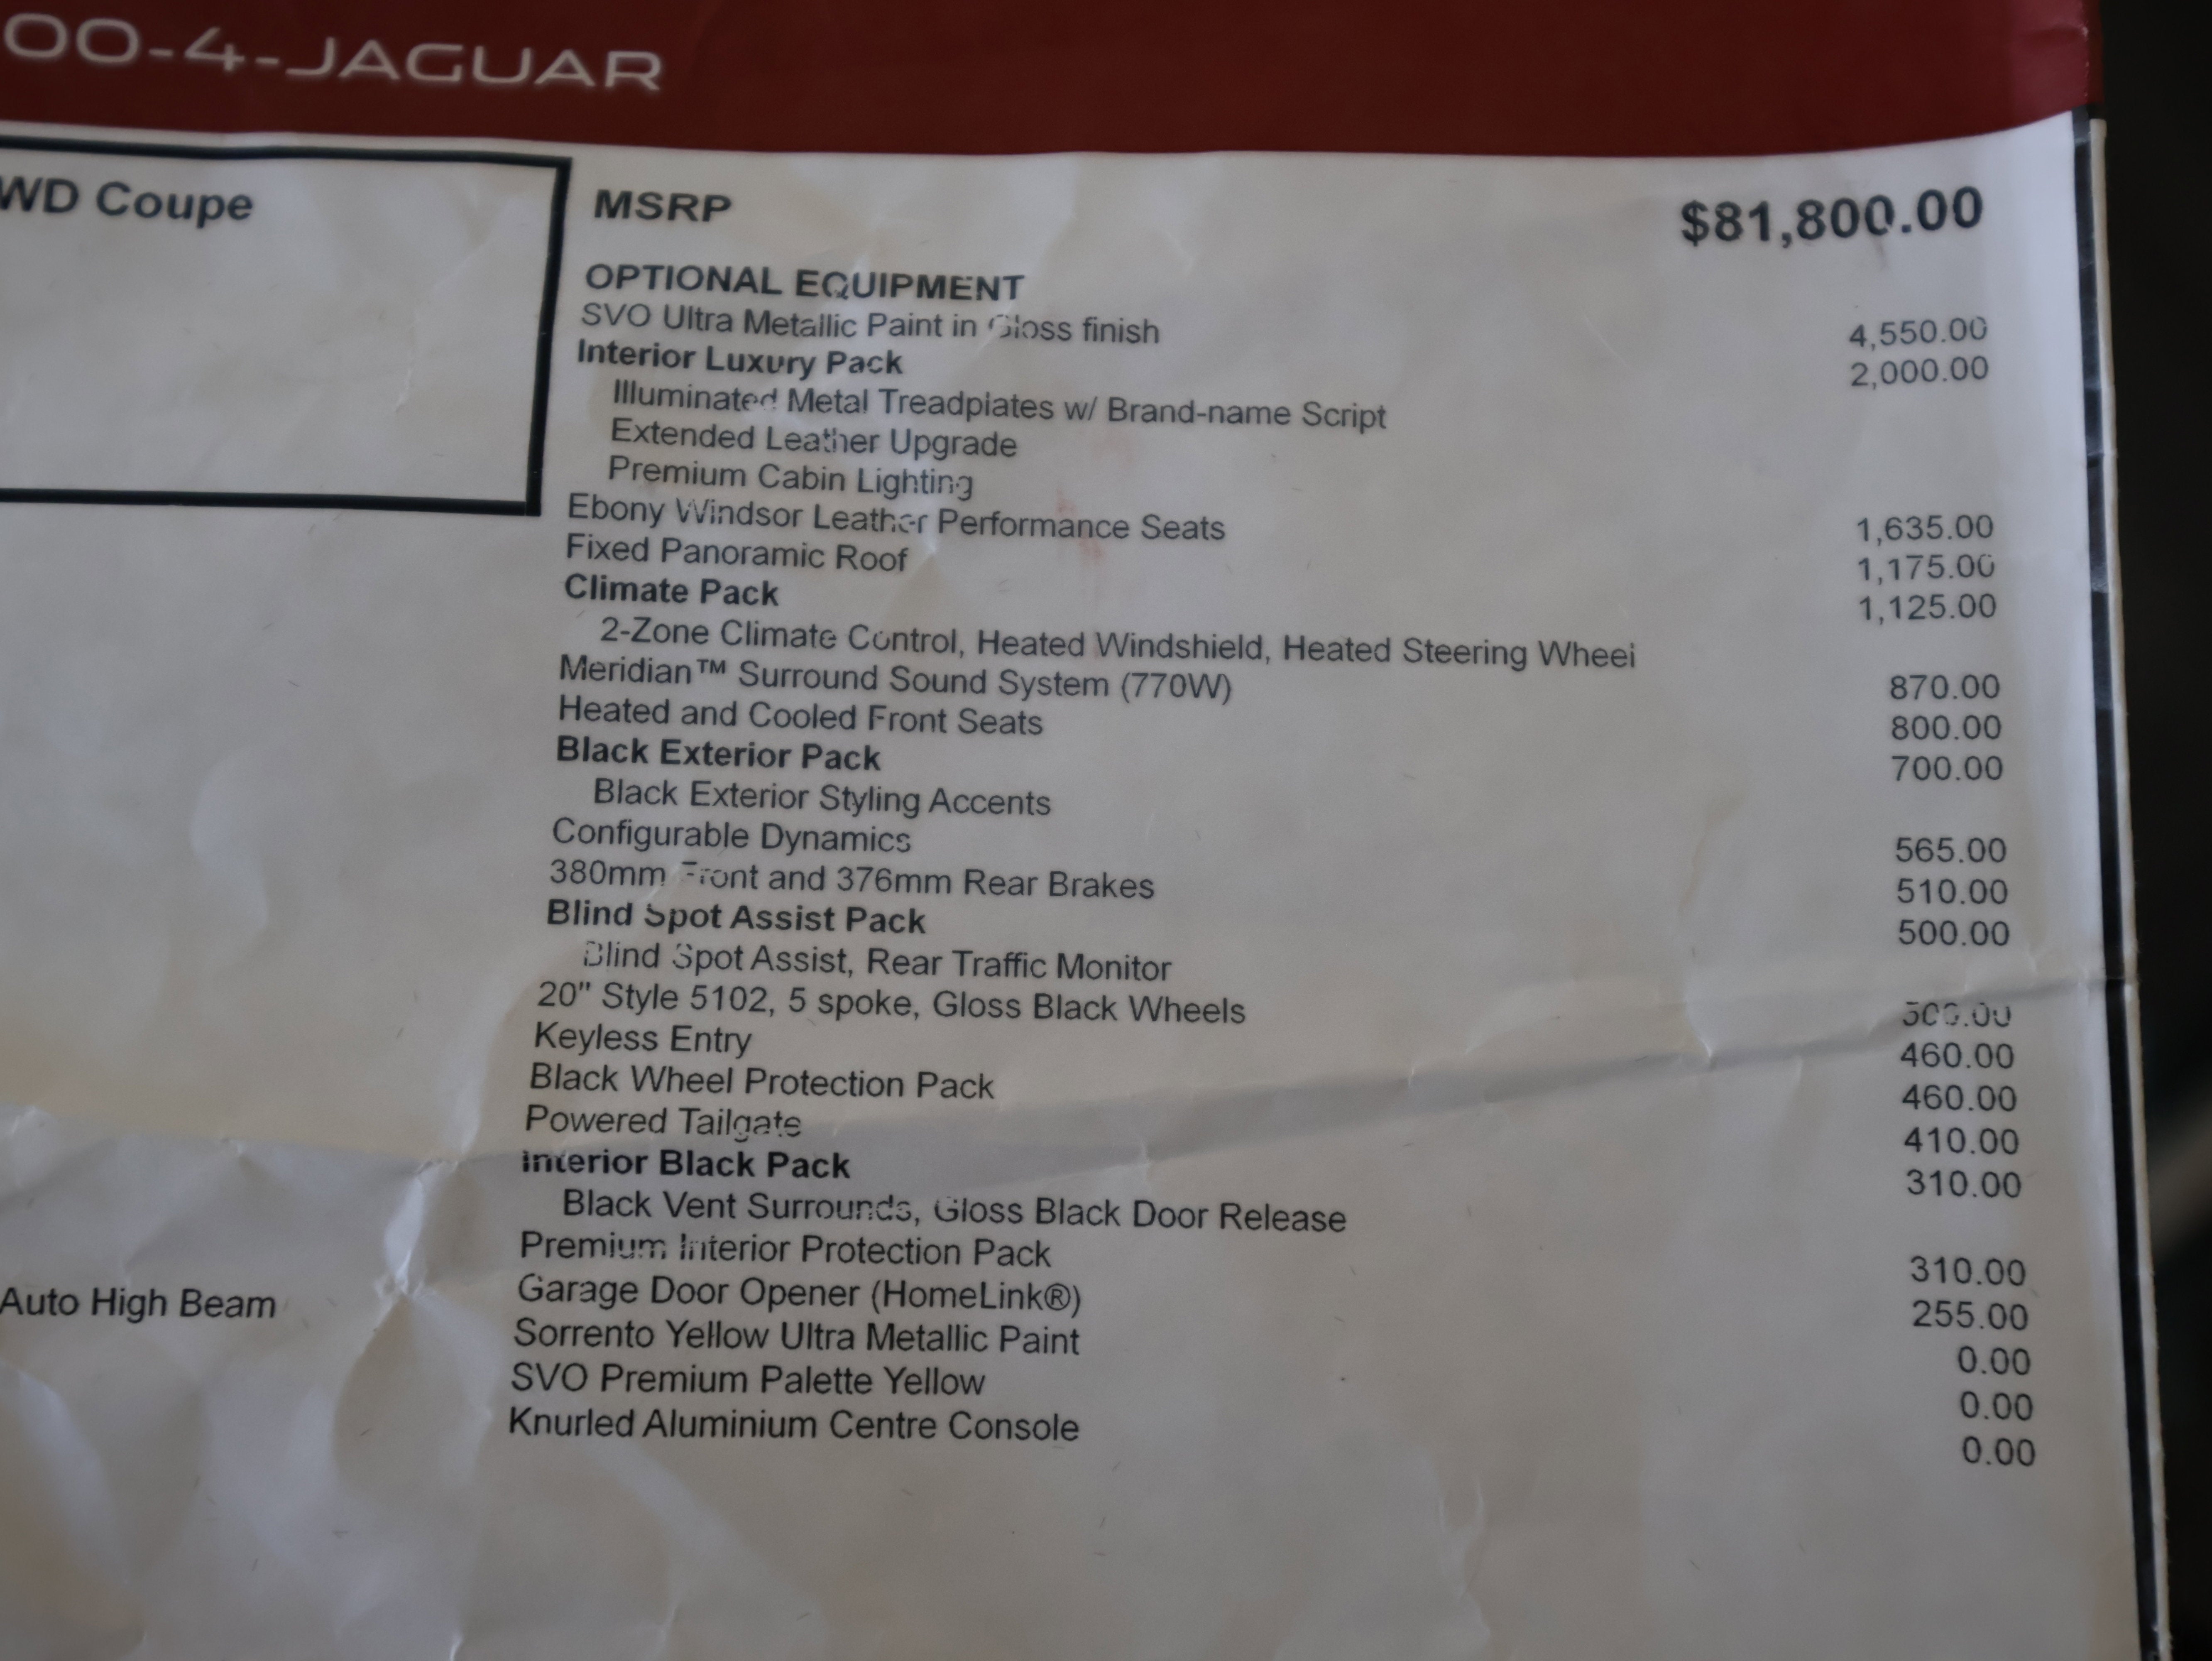 00-4-JAGUAR
WD Coupe
MSRP $81,800.00
OPTIONAL EQUIPMENT
SVO Ultra Metallic Paint in Gloss finish 4,550.00
Interior Luxury Pack 2,000.00
Illuminated Metal Treadplates w/ Brand-name Script
Extended Leather Upgrade
Premium Cabin Lighting
Ebony Windsor Leather Performance Seats 1,635.00
Fixed Panoramic Roof 1,175.00
Climate Pack 1,125.00
2-Zone Climate Control, Heated Windshield, Heated Steering Wheel
Meridian™ Surround Sound System (770W) 870.00
Heated and Cooled Front Seats 800.00
Black Exterior Pack 700.00
Black Exterior Styling Accents
Configurable Dynamics 565.00
380mm Front and 376mm Rear Brakes 510.00
Blind Spot Assist Pack 500.00
Blind Spot Assist, Rear Traffic Monitor
20" Style 5102, 5 spoke, Gloss Black Wheels 500.00
Keyless Entry 460.00
Black Wheel Protection Pack 460.00
Powered Tailgate 410.00
Interior Black Pack 310.00
Black Vent Surrounds, Gloss Black Door Release
Premium Interior Protection Pack 310.00
Garage Door Opener (HomeLink®) 255.00
Auto High Beam
Sorrento Yellow Ultra Metallic Paint 0.00
SVO Premium Palette Yellow 0.00
Knurled Aluminium Centre Console 0.00